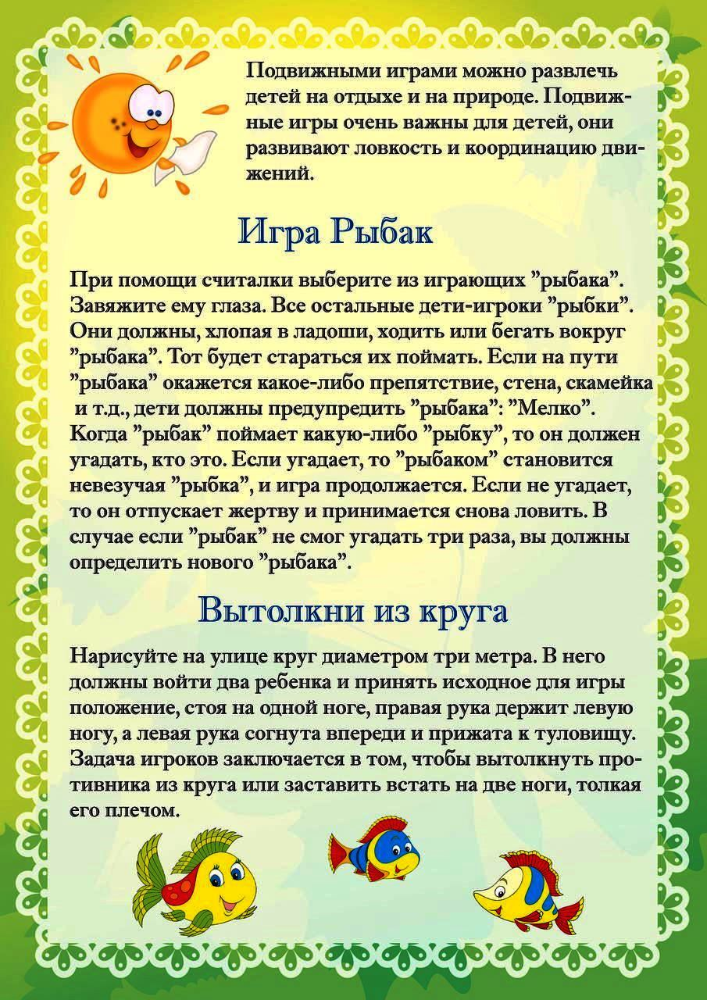 Подвижными играми можно развлечь
детей на отдыхе и на природе. Подвиж-
ные игры очень важны для детей, они
развивают ловкость и координацию дви-
жений.
Игра Рыбак
При помощи считалки выберите из играющих ”рыбака”.
Завяжите ему глаза. Все остальные дети-игроки ”рыбки”.
Они должны, хлопая в ладоши, ходить или бегать вокруг
”рыбака”. Тот будет стараться их поймать. Если на пути
”рыбака” окажется какое-либо препятствие, стена, скамейка
и т.д., дети должны предупредить ”рыбака”: ”Мелко”.
Когда ”рыбак” поймает какую-либо ”рыбку”, то он должен
угадать, кто это. Если угадает, то ”рыбаком” становится
невезучая ”рыбка”, и игра продолжается. Если не угадает,
то он отпускает жертву и принимается снова ловить. В
случае если ”рыбак” не смог угадать три раза, вы должны
определить нового ”рыбака”.
Вытолкни из круга
Нарисуйте на улице круг диаметром три метра. В него
должны войти два ребенка и принять исходное для игры
положение, стоя на одной ноге, правая рука держит левую
ногу, а левая рука согнута впереди и прижата к туловищу.
Задача игроков заключается в том, чтобы вытолкнуть про-
тивника из круга или заставить встать на две ноги, толкая
его плечом.